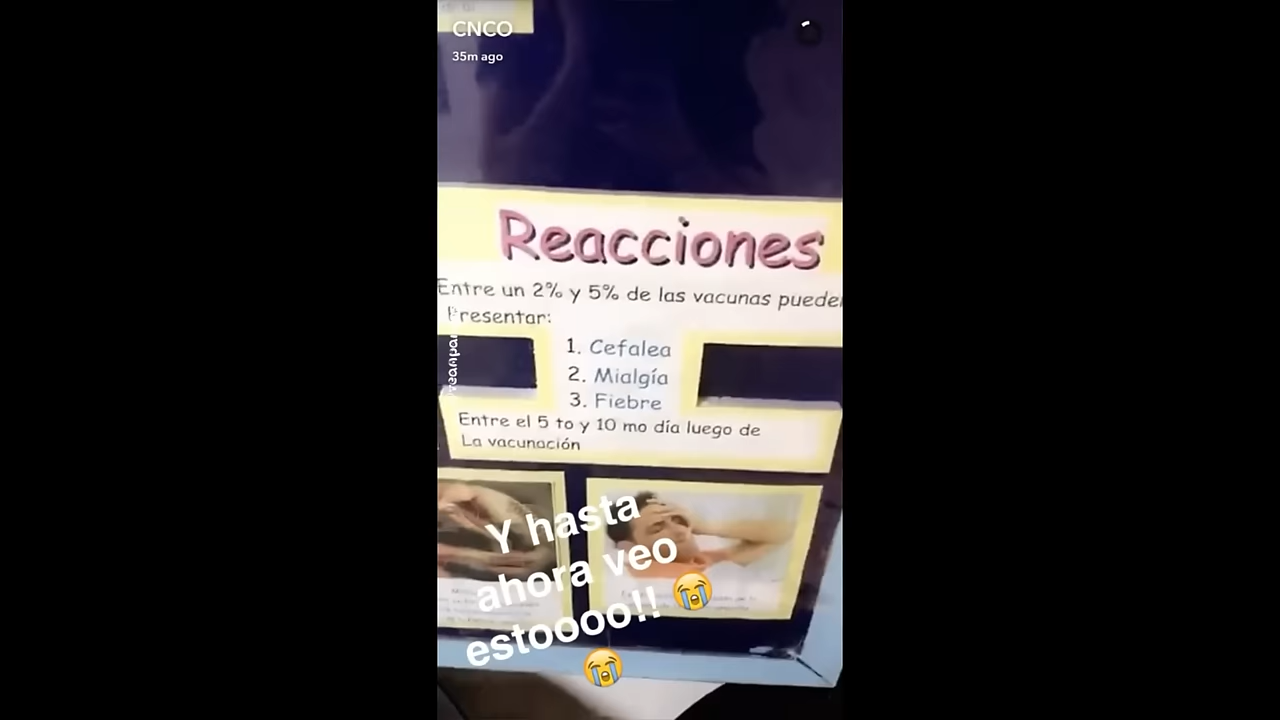 CNCO
35m ago
Reacciones
Entre un 2% y 5% de las vacunas pueden
Presentar:
1. Cefalea
2. Mialgía
3. Fiebre
Entre el 5 to y 10 mo día luego de
La vacunación
Y hasta
ahora veo
estoooo!! 😭
😭